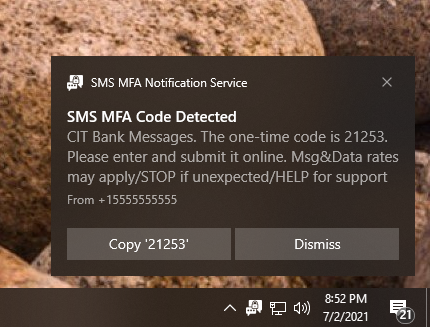 SMS MFA Notification Service
SMS MFA Code Detected
CIT Bank Messages. The one-time code is 21253.
Please enter and submit it online. Msg&Data rates
may apply/STOP if unexpected/HELP for support
From +15555555555
Copy '21253'
Dismiss
8:52 PM
7/2/2021
21